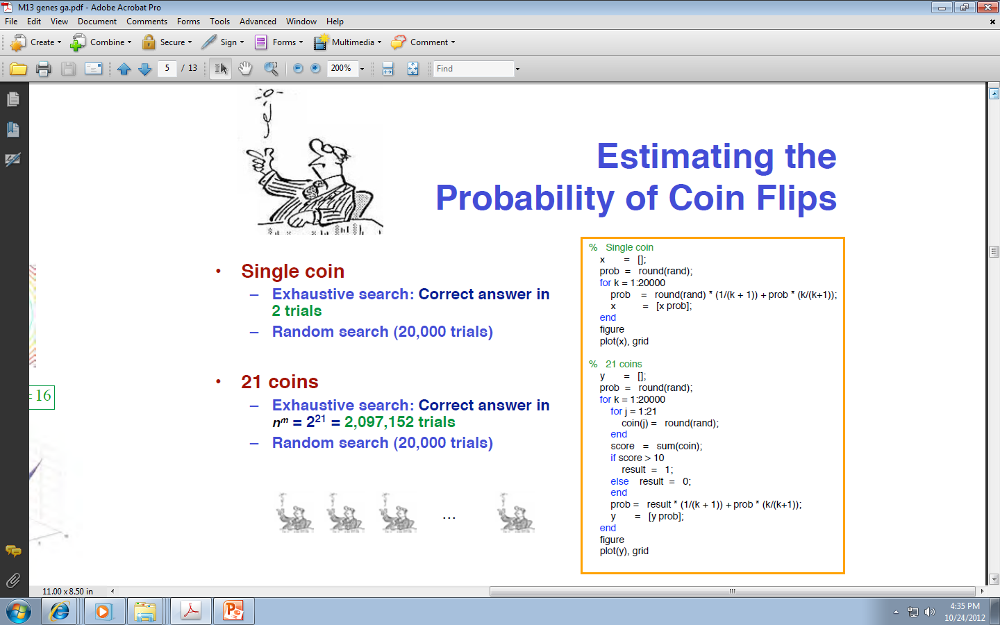 M13 genes ga.pdf - Adobe Acrobat Pro
File Edit View Document Comments Forms Tools Advanced Window Help
Create Combine Secure Sign Forms Multimedia Comment
5 / 13 200% Find
Estimating the
Probability of Coin Flips
• Single coin
– Exhaustive search: Correct answer in
2 trials
– Random search (20,000 trials)
• 21 coins
– Exhaustive search: Correct answer in
nᵐ = 2²¹ = 2,097,152 trials
– Random search (20,000 trials)
...
=16
% Single coin
x = [];
prob = round(rand);
for k = 1:20000
prob = round(rand) * (1/(k + 1)) + prob * (k/(k+1));
x = [x prob];
end
figure
plot(x), grid
% 21 coins
y = [];
prob = round(rand);
for k = 1:20000
for j = 1:21
coin(j) = round(rand);
end
score = sum(coin);
if score > 10
result = 1;
else result = 0;
end
prob = result * (1/(k + 1)) + prob * (k/(k+1));
y = [y prob];
end
figure
plot(y), grid
11.00 x 8.50 in
4:35 PM
10/24/2012